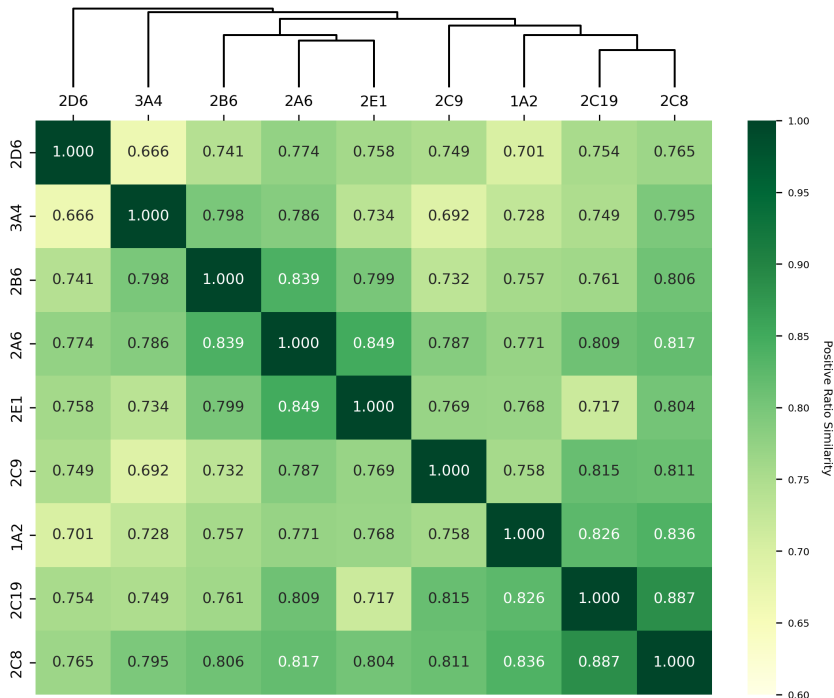 2D6 3A4 2B6 2A6 2E1 2C9 1A2 2C19 2C8
2D6 1.000 0.666 0.741 0.774 0.758 0.749 0.701 0.754 0.765
3A4 0.666 1.000 0.798 0.786 0.734 0.692 0.728 0.749 0.795
2B6 0.741 0.798 1.000 0.839 0.799 0.732 0.757 0.761 0.806
2A6 0.774 0.786 0.839 1.000 0.849 0.787 0.771 0.809 0.817
2E1 0.758 0.734 0.799 0.849 1.000 0.769 0.768 0.717 0.804
2C9 0.749 0.692 0.732 0.787 0.769 1.000 0.758 0.815 0.811
1A2 0.701 0.728 0.757 0.771 0.768 0.758 1.000 0.826 0.836
2C19 0.754 0.749 0.761 0.809 0.717 0.815 0.826 1.000 0.887
2C8 0.765 0.795 0.806 0.817 0.804 0.811 0.836 0.887 1.000
1.00
0.95
0.90
0.85
0.80
0.75
0.70
0.65
0.60
Positive Ratio Similarity